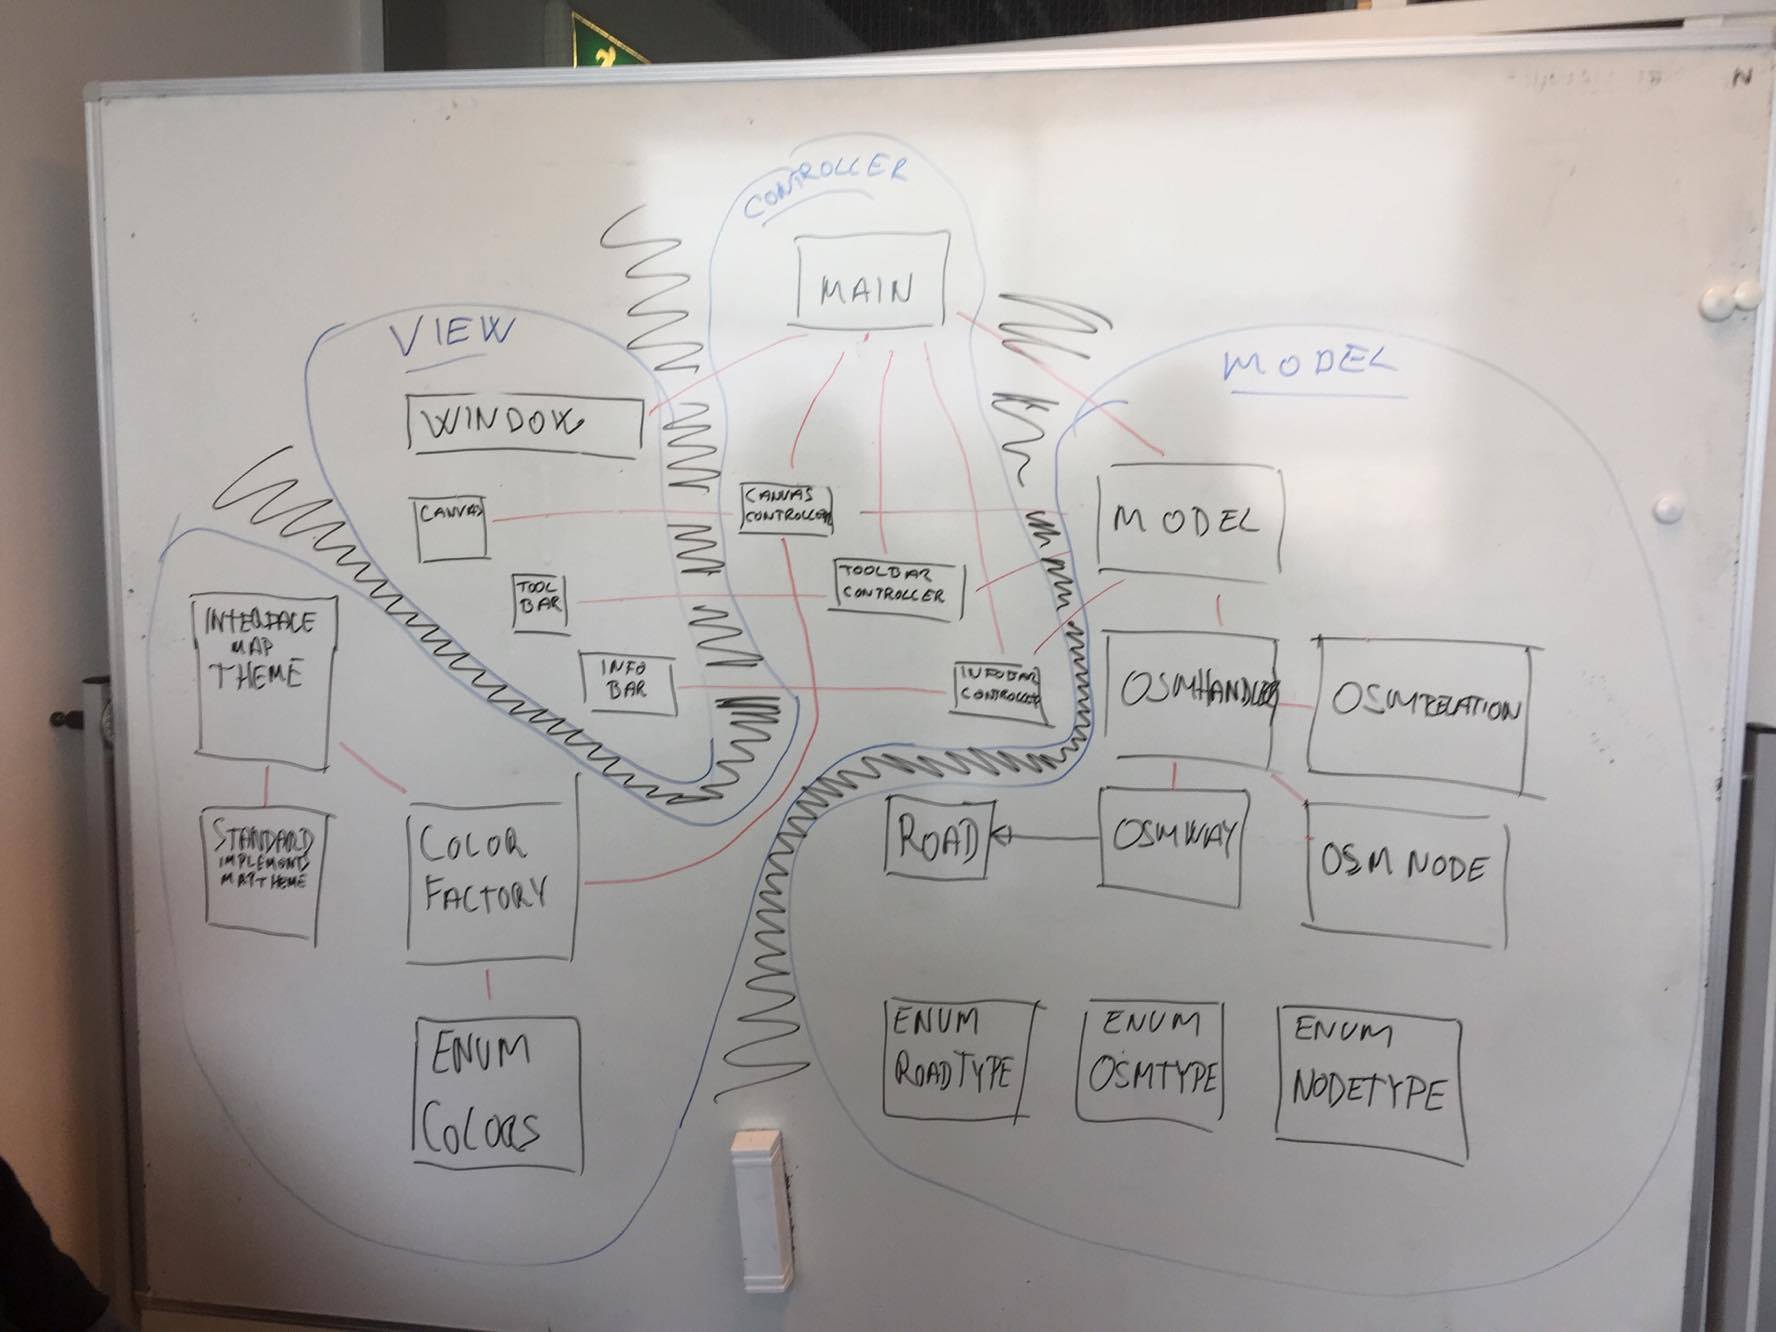 CONTROLLER
MAIN
VIEW
WINDOW
CANVAS
TOOL
BAR
INFO
BAR
CANVAS
CONTROLLER
TOOLBAR
CONTROLLER
INFOBAR
CONTROLLER
MODEL
MODEL
OSMHANDLER
OSMRELATION
ROAD
OSMWAY
OSM NODE
ENUM
ROADTYPE
ENUM
OSMTYPE
ENUM
NODETYPE
INTERFACE
MAP
THEME
STANDARD
IMPLEMENTS
MAPTHEME
COLOR
FACTORY
ENUM
COLORS